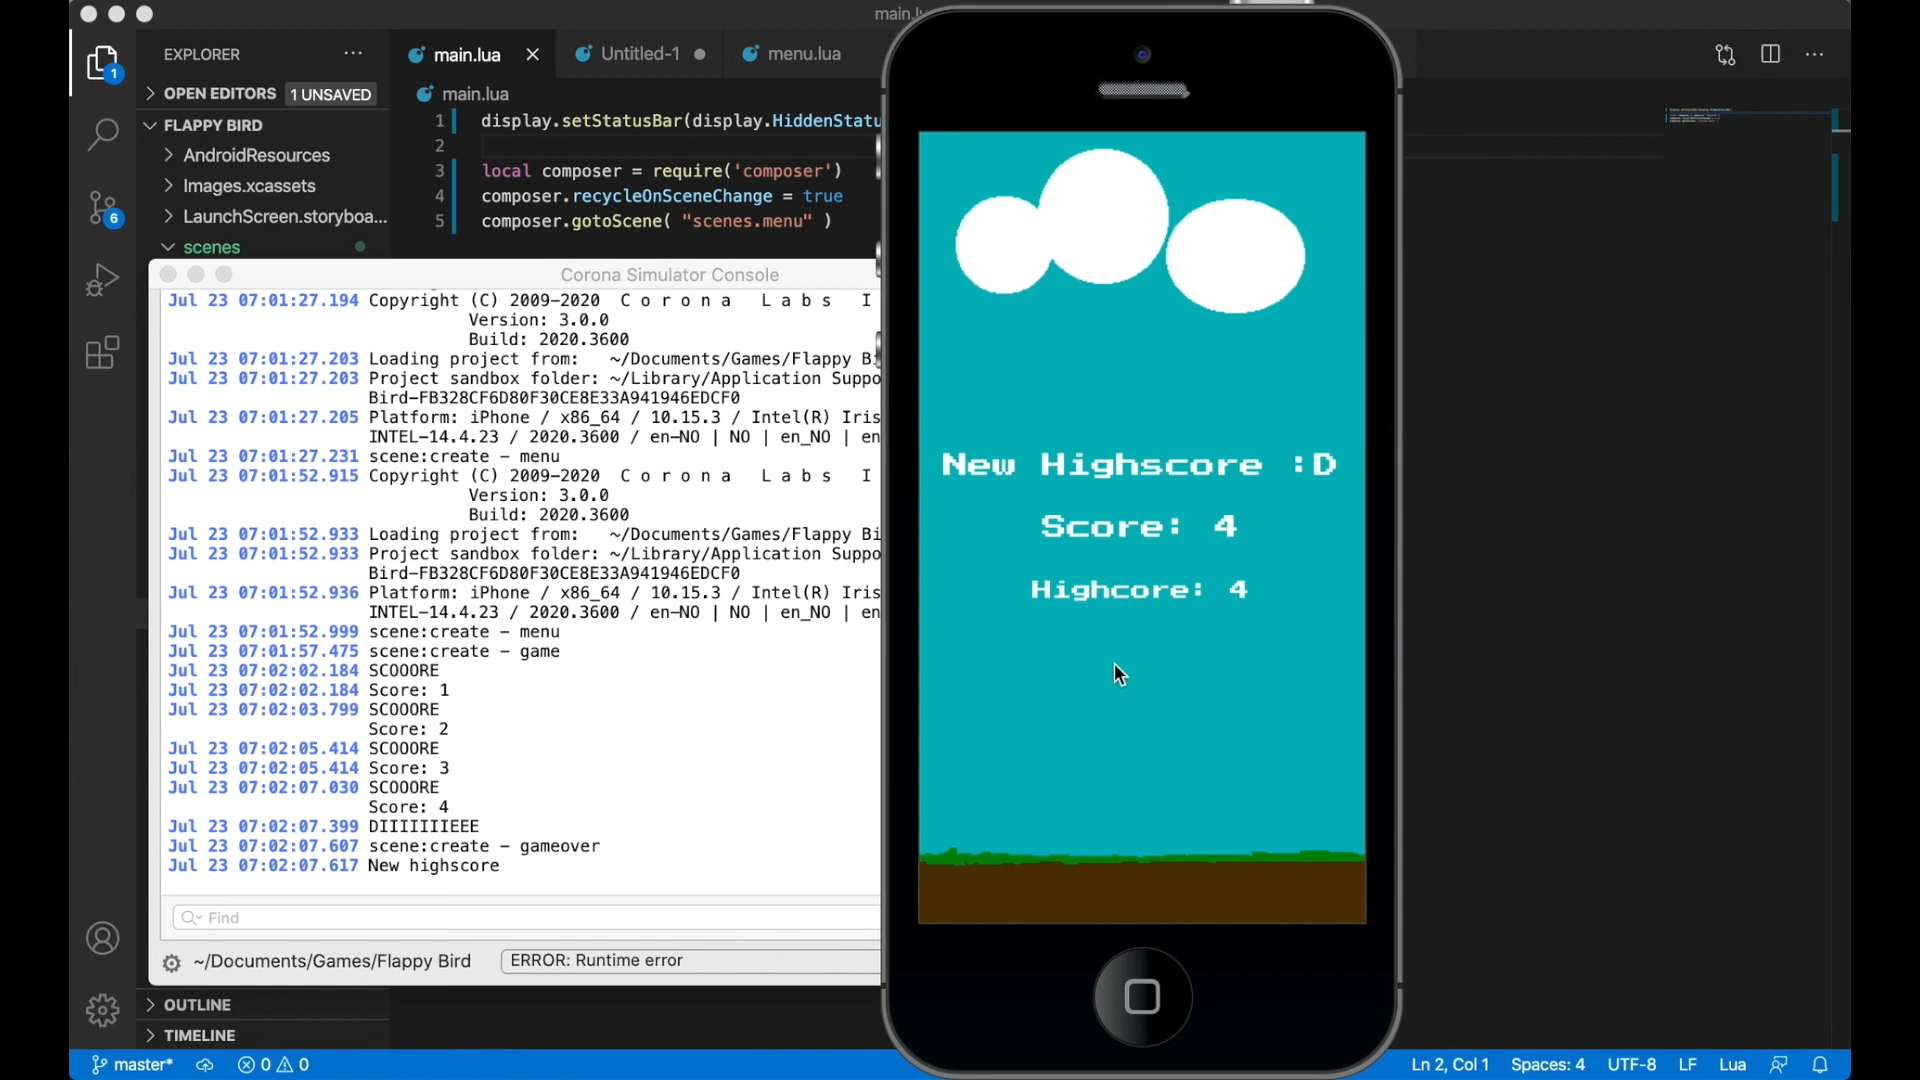 main.lu
EXPLORER
main.lua
Untitled-1
menu.lua
1
OPEN EDITORS
1 UNSAVED
main.lua
FLAPPY BIRD
AndroidResources
Images.xcassets
LaunchScreen.storyboa...
scenes
6
1 display.setStatusBar(display.HiddenStatu
2
3 local composer = require('composer')
4 composer.recycleOnSceneChange = true
5 composer.gotoScene( "scenes.menu" )
Corona Simulator Console
Jul 23 07:01:27.194 Copyright (C) 2009-2020 C o r o n a L a b s I
Version: 3.0.0
Build: 2020.3600
Jul 23 07:01:27.203 Loading project from: ~/Documents/Games/Flappy Bi
Jul 23 07:01:27.203 Project sandbox folder: ~/Library/Application Suppo
Bird-FB328CF6D80F30CE8E33A941946EDCF0
Jul 23 07:01:27.205 Platform: iPhone / x86_64 / 10.15.3 / Intel(R) Iris
INTEL-14.4.23 / 2020.3600 / en-NO | NO | en_NO | en
Jul 23 07:01:27.231 scene:create - menu
Jul 23 07:01:52.915 Copyright (C) 2009-2020 C o r o n a L a b s I
Version: 3.0.0
Build: 2020.3600
Jul 23 07:01:52.933 Loading project from: ~/Documents/Games/Flappy Bi
Jul 23 07:01:52.933 Project sandbox folder: ~/Library/Application Suppo
Bird-FB328CF6D80F30CE8E33A941946EDCF0
Jul 23 07:01:52.936 Platform: iPhone / x86_64 / 10.15.3 / Intel(R) Iris
INTEL-14.4.23 / 2020.3600 / en-NO | NO | en_NO | en
Jul 23 07:01:52.999 scene:create - menu
Jul 23 07:01:57.475 scene:create - game
Jul 23 07:02:02.184 SCOOORE
Jul 23 07:02:02.184 Score: 1
Jul 23 07:02:03.799 SCOOORE
Score: 2
Jul 23 07:02:05.414 SCOOORE
Jul 23 07:02:05.414 Score: 3
Jul 23 07:02:07.030 SCOOORE
Score: 4
Jul 23 07:02:07.399 DIIIIIIIEEE
Jul 23 07:02:07.607 scene:create - gameover
Jul 23 07:02:07.617 New highscore
Find
~/Documents/Games/Flappy Bird
ERROR: Runtime error
OUTLINE
TIMELINE
New Highscore :D
Score: 4
Highcore: 4
master*
0
0
Ln 2, Col 1
Spaces: 4
UTF-8
LF
Lua